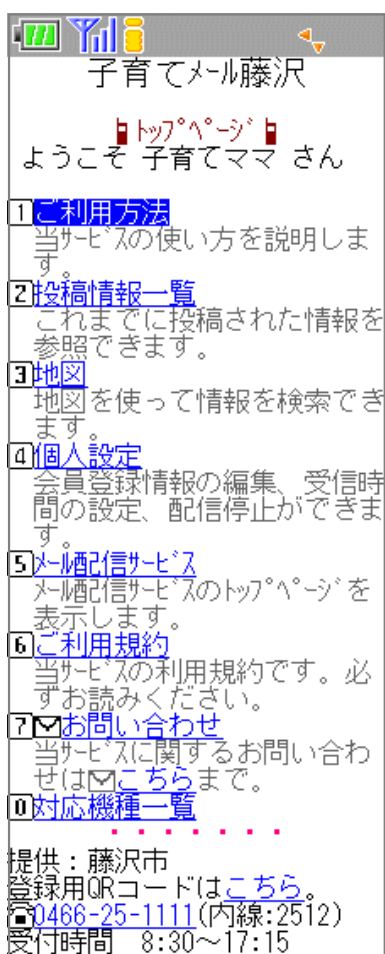 子育てﾒｰﾙ藤沢
ﾄｯﾌﾟﾍﾟｰｼﾞ
ようこそ 子育てママ さん
1ご利用方法
当ｻｰﾋﾞｽの使い方を説明しま
す。
2投稿情報一覧
これまでに投稿された情報を
参照できます。
3地図
地図を使って情報を検索でき
ます。
4個人設定
会員登録情報の編集、受信時
間の設定、配信停止ができま
す。
5ﾒｰﾙ配信ｻｰﾋﾞｽ
ﾒｰﾙ配信ｻｰﾋﾞｽのﾄｯﾌﾟﾍﾟｰｼﾞを
表示します。
6ご利用規約
当ｻｰﾋﾞｽの利用規約です。必
ずお読みください。
7お問い合わせ
当ｻｰﾋﾞｽに関するお問い合わ
せはこちらまで。
0対応機種一覧
提供：藤沢市
登録用QRコードはこちら。
0466-25-1111(内線:2512)
受付時間　8:30～17:15